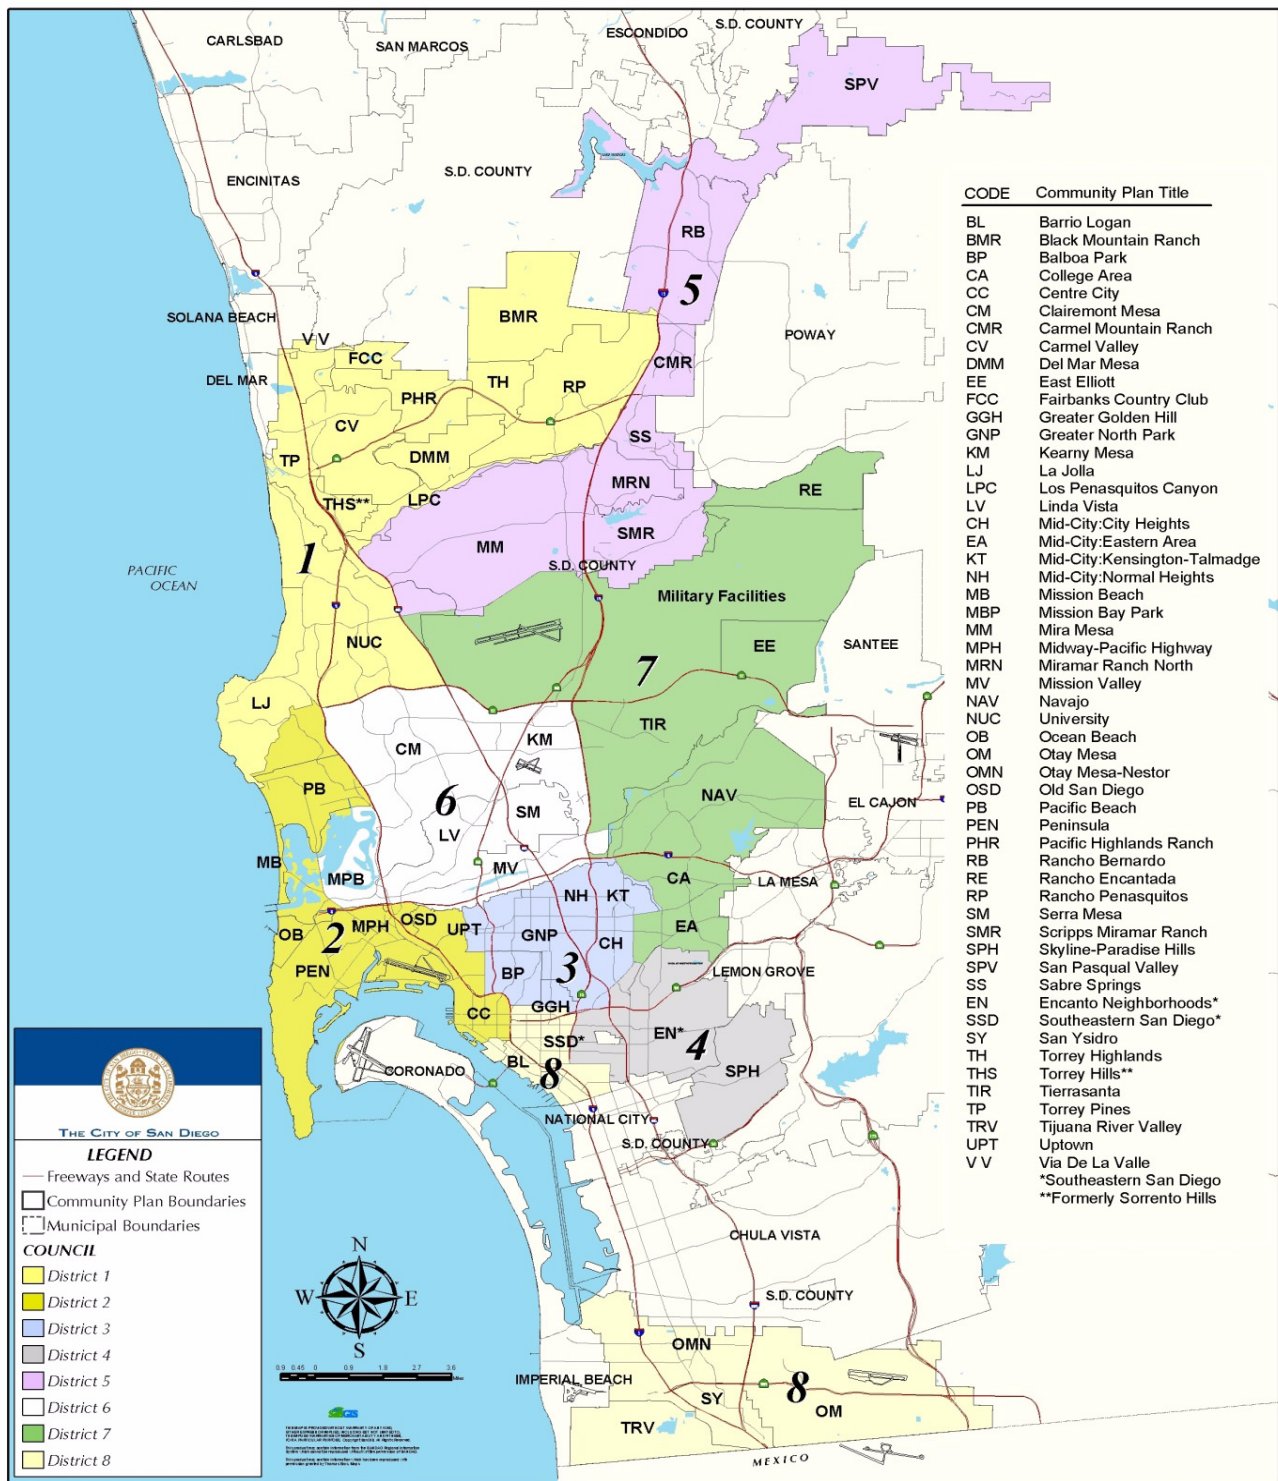 CARLSBAD
SAN MARCOS
ESCONDIDO
S.D. COUNTY
SPV
ENCINITAS
S.D. COUNTY
RB
5
SOLANA BEACH
V V
BMR
POWAY
FCC
CMR
DEL MAR
PHR
TH
RP
CV
SS
TP
DMM
MRN
RE
THS**
LPC
SMR
MM
1
S.D. COUNTY
PACIFIC
OCEAN
Military Facilities
NUC
EE
SANTEE
7
LJ
TIR
CM
KM
PB
NAV
6
SM
EL CAJON
LV
MB
MPB
MV
CA
LA MESA
NH
KT
OB
2
MPH
OSD
UPT
GNP
CH
EA
PEN
BP
3
LEMON GROVE
CC
GGH
EN*
4
SSD*
BL
8
SPH
CORONADO
NATIONAL CITY
S.D. COUNTY
CHULA VISTA
S.D. COUNTY
OMN
IMPERIAL BEACH
SY
8
OM
TRV
MEXICO
CODE Community Plan Title
BL Barrio Logan
BMR Black Mountain Ranch
BP Balboa Park
CA College Area
CC Centre City
CM Clairemont Mesa
CMR Carmel Mountain Ranch
CV Carmel Valley
DMM Del Mar Mesa
EE East Elliott
FCC Fairbanks Country Club
GGH Greater Golden Hill
GNP Greater North Park
KM Kearny Mesa
LJ La Jolla
LPC Los Penasquitos Canyon
LV Linda Vista
CH Mid-City:City Heights
EA Mid-City:Eastern Area
KT Mid-City:Kensington-Talmadge
NH Mid-City:Normal Heights
MB Mission Beach
MBP Mission Bay Park
MM Mira Mesa
MPH Midway-Pacific Highway
MRN Miramar Ranch North
MV Mission Valley
NAV Navajo
NUC University
OB Ocean Beach
OM Otay Mesa
OMN Otay Mesa-Nestor
OSD Old San Diego
PB Pacific Beach
PEN Peninsula
PHR Pacific Highlands Ranch
RB Rancho Bernardo
RE Rancho Encantada
RP Rancho Penasquitos
SM Serra Mesa
SMR Scripps Miramar Ranch
SPH Skyline-Paradise Hills
SPV San Pasqual Valley
SS Sabre Springs
EN Encanto Neighborhoods*
SSD Southeastern San Diego*
SY San Ysidro
TH Torrey Highlands
THS Torrey Hills**
TIR Tierrasanta
TP Torrey Pines
TRV Tijuana River Valley
UPT Uptown
V V Via De La Valle
*Southeastern San Diego
**Formerly Sorrento Hills
THE CITY OF SAN DIEGO
LEGEND
Freeways and State Routes
Community Plan Boundaries
Municipal Boundaries
COUNCIL
District 1
District 2
District 3
District 4
District 5
District 6
District 7
District 8
N
W E
S
0.9 0.45 0 0.9 1.8 2.7 3.6
Miles